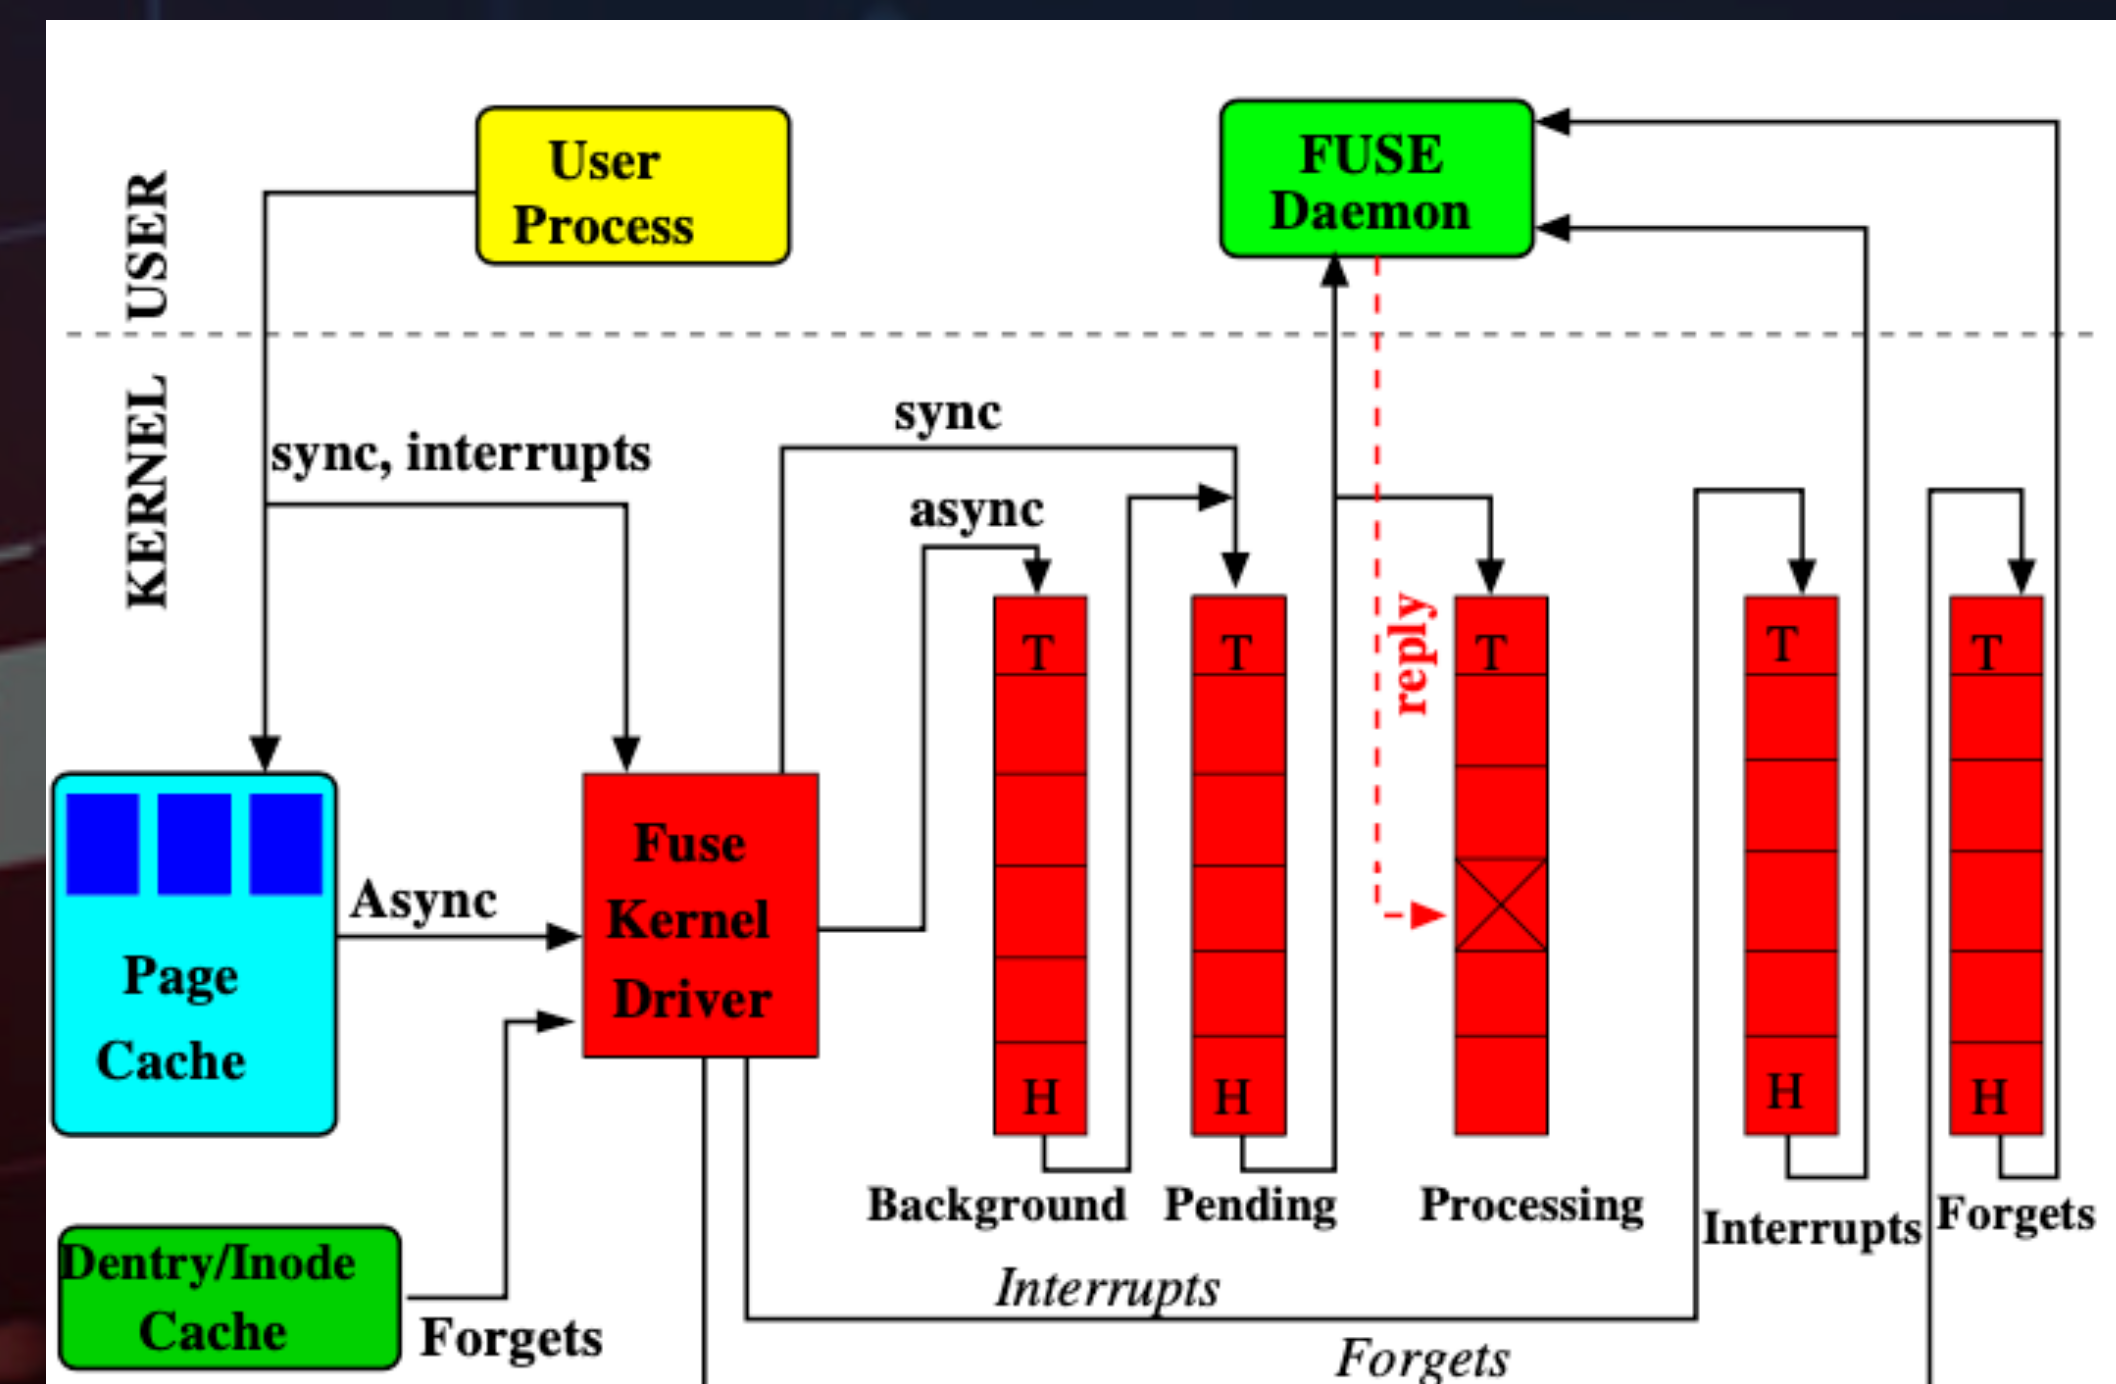 User
Process
FUSE
Daemon
USER
KERNEL
sync, interrupts
sync
async
reply
T
T
T
T
T
Fuse
Kernel
Driver
Async
Page
Cache
H
H
H
H
Background
Pending
Processing
Interrupts
Forgets
Dentry/Inode
Cache
Forgets
Interrupts
Forgets